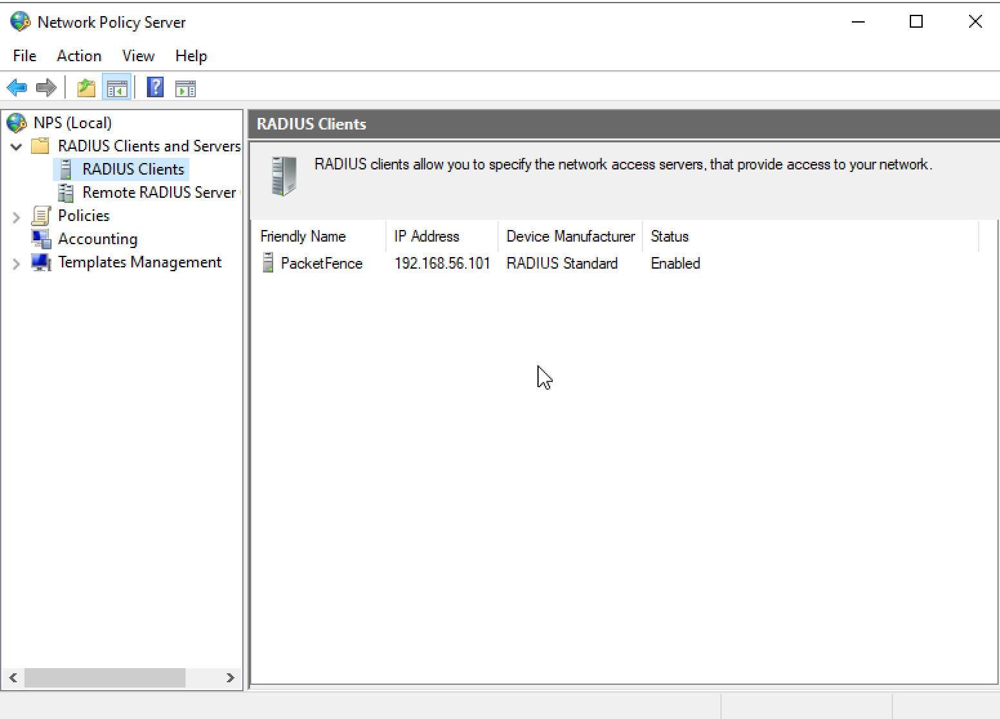 Network Policy Server
File Action View Help
NPS (Local)
RADIUS Clients and Servers
RADIUS Clients
Remote RADIUS Server
Policies
Accounting
Templates Management
RADIUS Clients
RADIUS clients allow you to specify the network access servers, that provide access to your network.
Friendly Name IP Address Device Manufacturer Status
PacketFence 192.168.56.101 RADIUS Standard Enabled